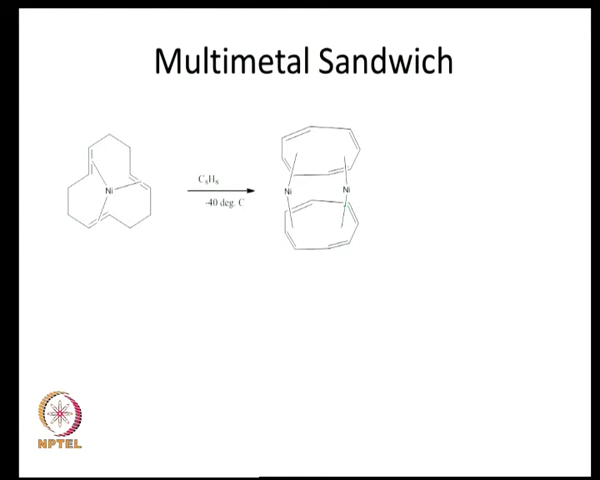 Multimetal Sandwich
Ni
C8H8
-40 deg. C
Ni
Ni
NPTEL